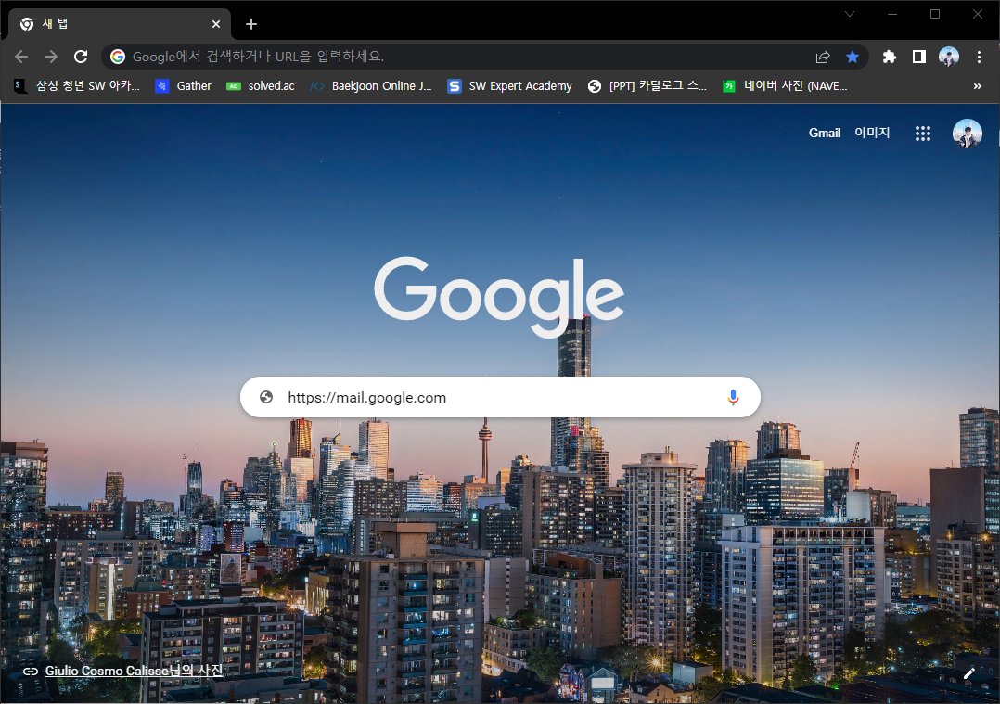 새 탭
Google에서 검색하거나 URL을 입력하세요.
삼성 청년 SW 아카... Gather solved.ac Baekjoon Online J... SW Expert Academy [PPT] 카탈로그 스... 네이버 사전 (NAVE...
Gmail 이미지
Google
https://mail.google.com
Giulio Cosmo Calisse님의 사진